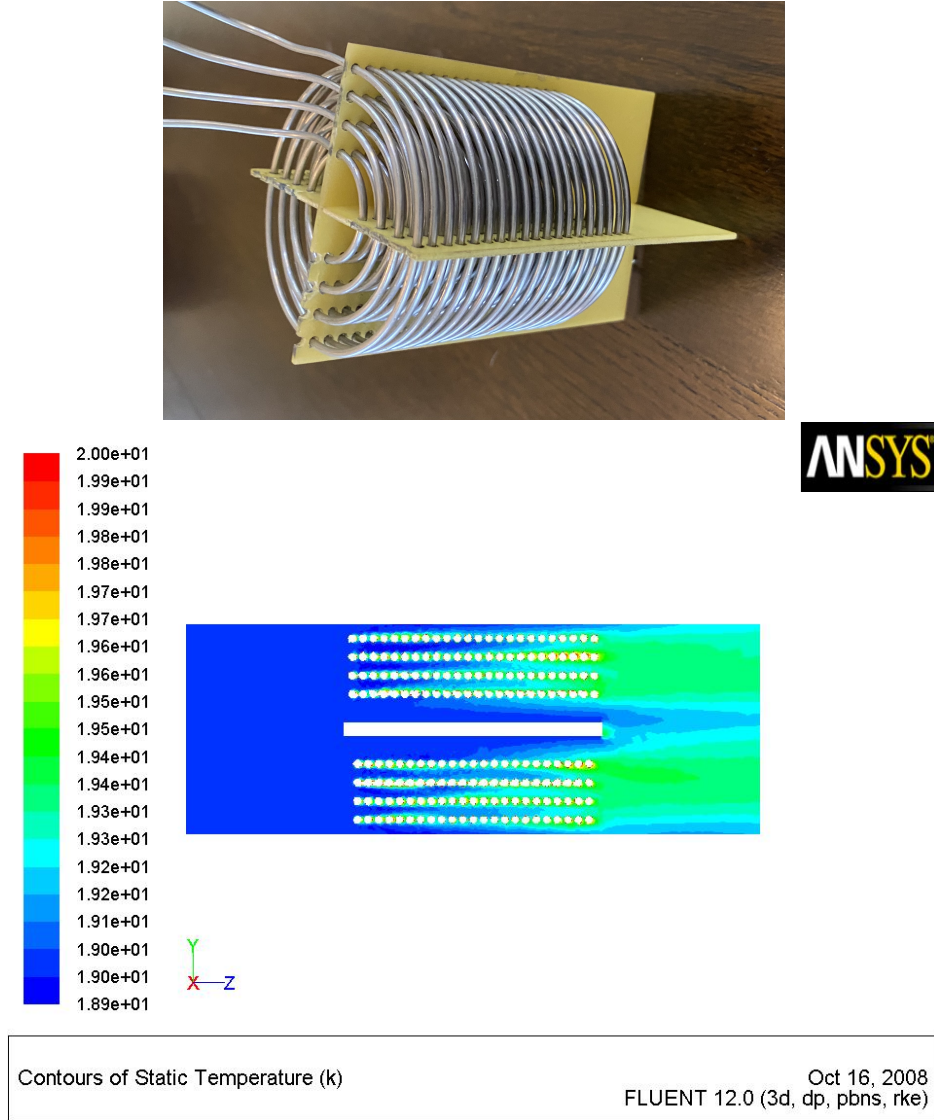 ANSYS
2.00e+01
1.99e+01
1.99e+01
1.98e+01
1.98e+01
1.97e+01
1.97e+01
1.96e+01
1.96e+01
1.95e+01
1.95e+01
1.94e+01
1.94e+01
1.93e+01
1.93e+01
1.92e+01
1.92e+01
1.91e+01
1.90e+01
1.90e+01
1.89e+01
Y
X Z
Contours of Static Temperature (k)
Oct 16, 2008
FLUENT 12.0 (3d, dp, pbns, rke)